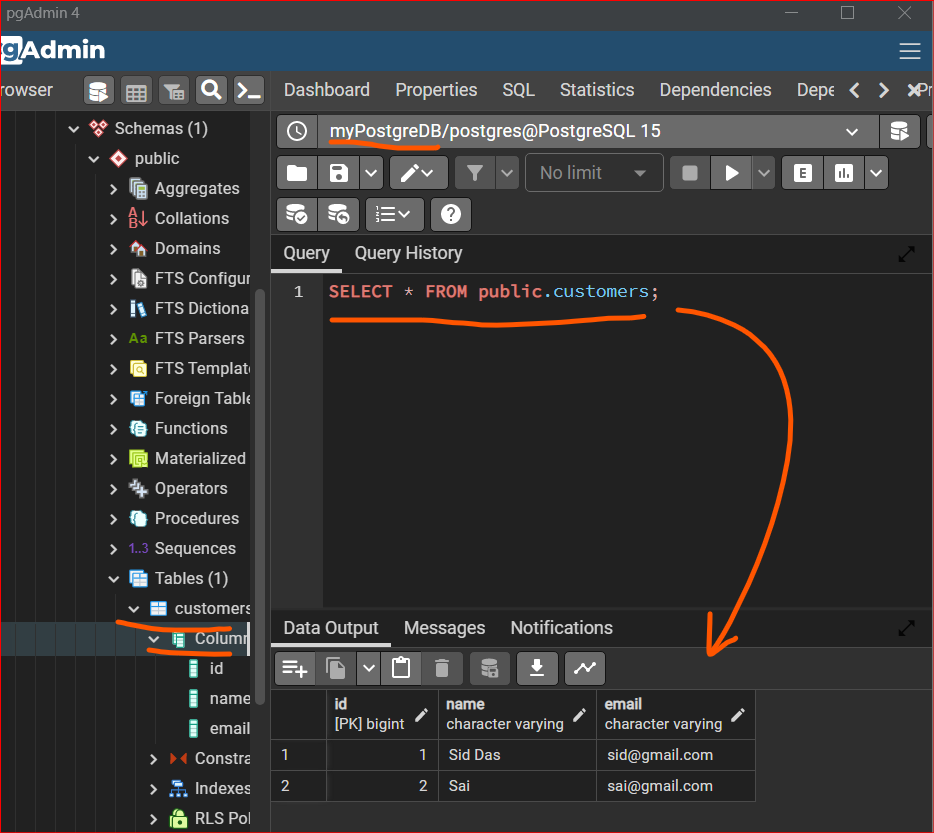 pgAdmin 4
gAdmin
rowser
Dashboard Properties SQL Statistics Dependencies Depe
Schemas (1)
public
Aggregates
Collations
Domains
FTS Configur
FTS Dictiona
Aa FTS Parsers
FTS Templat
Foreign Table
Functions
Materialized
Operators
Procedures
1..3 Sequences
Tables (1)
customers
Column
id
name
email
Constra
Indexes
RLS Pol
myPostgreDB/postgres@PostgreSQL 15
No limit
E
Query Query History
1 SELECT * FROM public.customers;
Data Output Messages Notifications
id name email
[PK] bigint character varying character varying
1 1 Sid Das sid@gmail.com
2 2 Sai sai@gmail.com